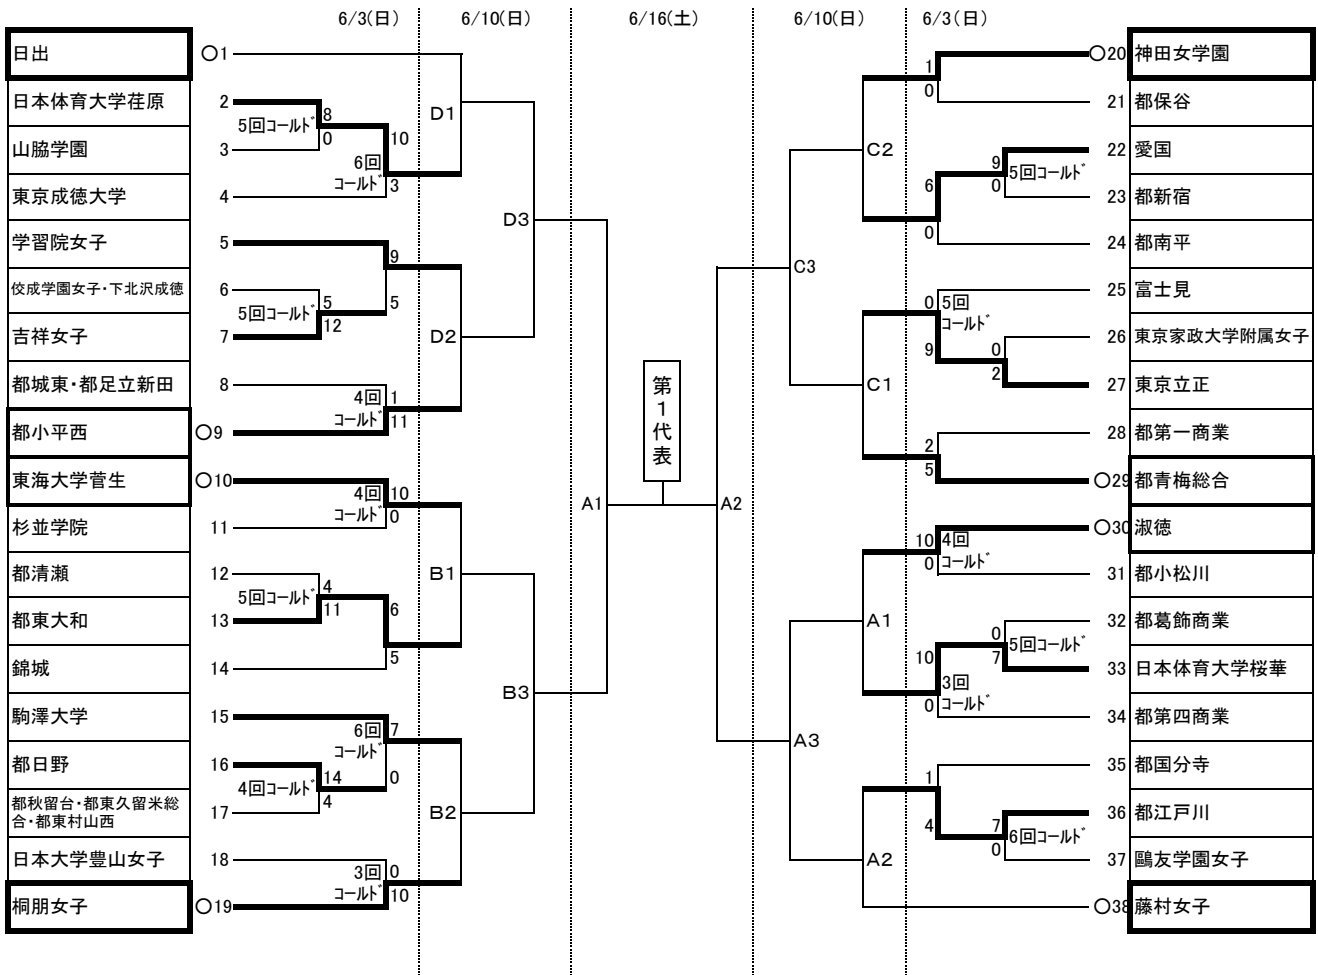 6/3(日)
6/10(日)
6/16(土)
6/10(日)
6/3(日)
日出 ○1
日本体育大学荏原 2
山脇学園 3
東京成徳大学 4
学習院女子 5
佼成学園女子・下北沢成徳 6
吉祥女子 7
都城東・都足立新田 8
都小平西 ○9
東海大学菅生 ○10
杉並学院 11
都清瀬 12
都東大和 13
錦城 14
駒澤大学 15
都日野 16
都秋留台・都東久留米総
合・都東村山西 17
日本大学豊山女子 18
桐朋女子 ○19
5回コールド
8
0
10
6回
コールド
3
9
5回コールド
5
12
5
4回
コールド
1
11
4回
コールド
10
0
5回コールド
4
11
6
5
6回
コールド
7
4回コールド
14
4
0
3回
コールド
0
10
D1
D2
B1
B2
D3
B3
A1
第1代表
A2
C3
A3
C2
C1
A1
A2
1
0
9
0
5回コールド
6
0
0
5回
コールド
9
0
2
2
5
10
0
4回
コールド
0
7
5回コールド
10
0
3回
コールド
1
4
7
0
6回コールド
○20 神田女学園
21 都保谷
22 愛国
23 都新宿
24 都南平
25 富士見
26 東京家政大学附属女子
27 東京立正
28 都第一商業
○29 都青梅総合
○30 淑徳
31 都小松川
32 都葛飾商業
33 日本体育大学桜華
34 都第四商業
35 都国分寺
36 都江戸川
37 鷗友学園女子
○38 藤村女子